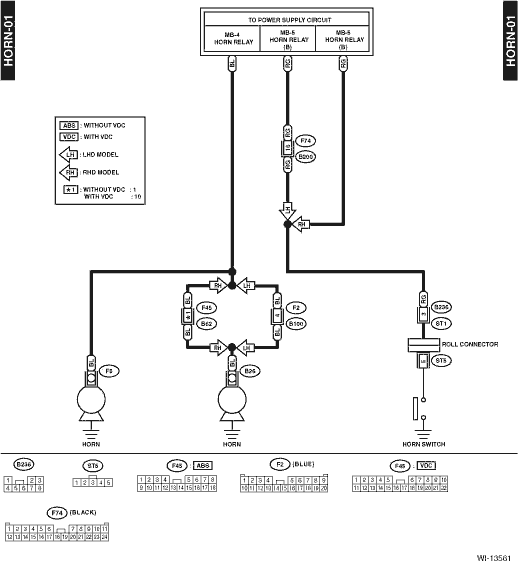 HORN-01
HORN-01
TO POWER SUPPLY CIRCUIT
MB-4
HORN RELAY
MB-5
HORN RELAY
(B)
MB-5
HORN RELAY
(B)
BL
RG
RG
ABS : WITHOUT VDC
VDC : WITH VDC
LH : LHD MODEL
RH : RHD MODEL
★1 : WITHOUT VDC : 1
WITH VDC : 10
RG
16
RG
F74
B200
LH
RH
RH
LH
BL
★1
BL
F45
B62
BL
4
BL
F2
B100
RH
LH
RG
3
B236
ST1
ROLL CONNECTOR
ST5
BL
F8
BL
B26
HORN
HORN
HORN SWITCH
B236
1 2 3
4 5 6 7 8
ST5
1 2 3 4 5
F45 : ABS
1 2 3 4 5 6 7 8
9 10 11 12 13 14 15 16 17 18
F2 (BLUE)
1 2 3 4 5 6 7 8 9
10 11 12 13 14 15 16 17 18 19 20
F45 : VDC
1 2 3 4 5 6 7 8 9 10
11 12 13 14 15 16 17 18 19 20 21 22
F74 (BLACK)
1 2 3 4 5 6 7 8 9 10 11
12 13 14 15 16 17 18 19 20 21 22 23 24
WI-13561